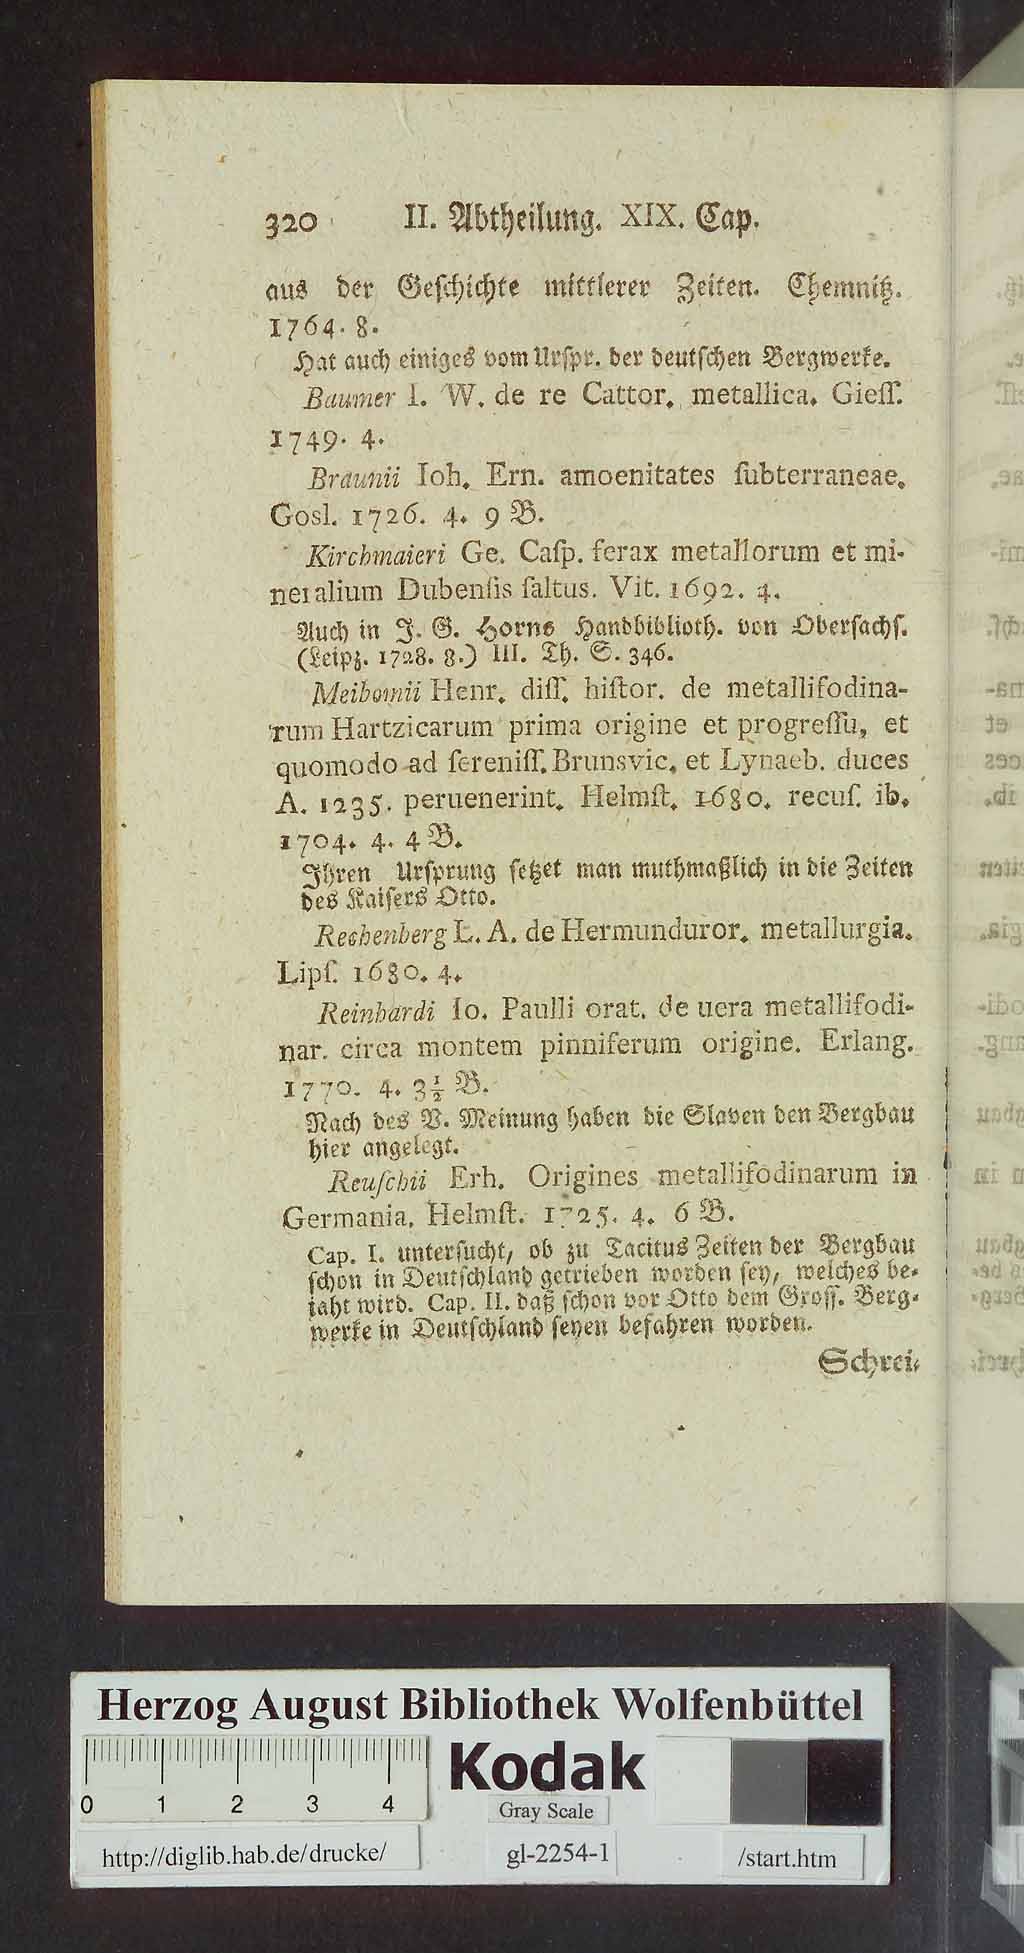 320 II. Abtheilung. XIX. Cap.
aus der Geſchichte mittlerer Zeiten. Chemnitz.
1764. 8.
Hat auch einiges vom Urſpr. der deutſchen Bergwerke.
Baumer I. W. de re Cattor. metallica. Gieſſ.
1749. 4.
Braunii Ioh. Ern. amoenitates ſubterraneae.
Gosl. 1726. 4. 9 B.
Kirchmaieri Ge. Caſp. ferax metallorum et mi-
neralium Dubenſis ſaltus. Vit. 1692. 4.
Auch in J. G. Horns Handbiblioth. von Oberſachſ.
(Leipz. 1728. 8.) III. Th. S. 346.
Meibomii Henr. diſſ. hiſtor. de metallifodina-
rum Hartzicarum prima origine et progreſſu, et
quomodo ad ſereniſſ. Brunsvic. et Lynaeb. duces
A. 1235. peruenerint. Helmſt. 1680. recuſ. ib.
1704. 4. 4 B.
Ihren Urſprung ſetzet man muthmaßlich in die Zeiten
des Kaiſers Otto.
Rechenberg L. A. de Hermunduror. metallurgia.
Lipſ. 1680. 4.
Reinhardi Io. Paulli orat. de uera metallifodi-
nar. circa montem pinniferum origine. Erlang.
1770. 4. 3½ B.
Nach des V. Meinung haben die Slaven den Bergbau
hier angelegt.
Reuſchii Erh. Origines metallifodinarum in
Germania. Helmſt. 1725. 4. 6 B.
Cap. I. unterſucht, ob zu Tacitus Zeiten der Bergbau
ſchon in Deutſchland getrieben worden ſey, welches be-
jaht wird. Cap. II. daß ſchon vor Otto dem Groſſ. Berg-
werke in Deutſchland ſeyen befahren worden.
Schrei-
Herzog August Bibliothek Wolfenbüttel
0 1 2 3 4
Kodak
Gray Scale
http://diglib.hab.de/drucke/ gl-2254-1 /start.htm